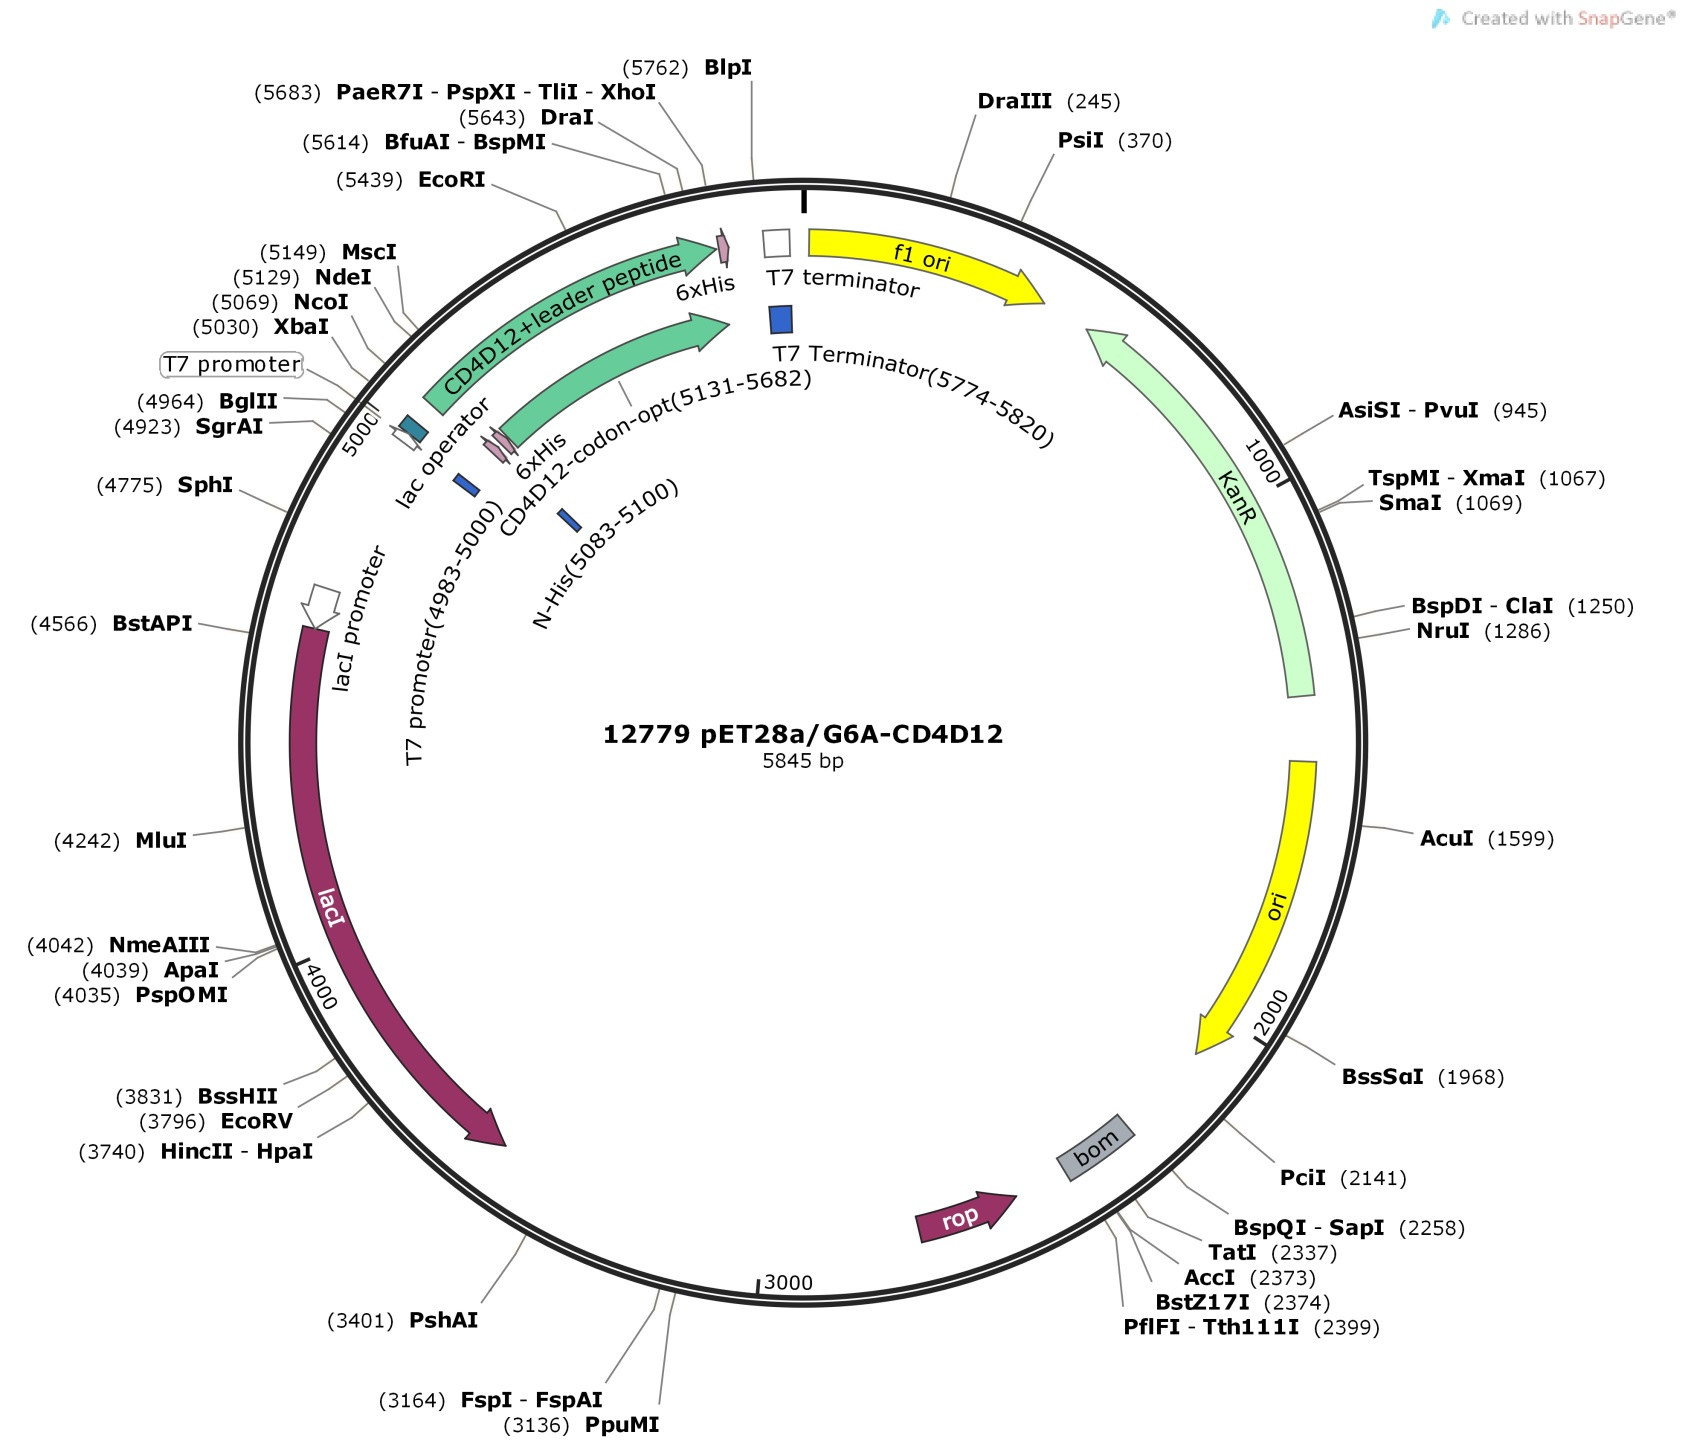 Created with SnapGene®
(5762) BlpI
(5683) PaeR7I - PspXI - TliI - XhoI
(5643) DraI
(5614) BfuAI - BspMI
(5439) EcoRI
(5149) MscI
(5129) NdeI
(5069) NcoI
(5030) XbaI
T7 promoter
(4964) BglII
(4923) SgrAI
(4775) SphI
(4566) BstAPI
(4242) MluI
(4042) NmeAIII
(4039) ApaI
(4035) PspOMI
(3831) BssHII
(3796) EcoRV
(3740) HincII - HpaI
(3401) PshAI
(3164) FspI - FspAI
(3136) PpuMI
DraIII (245)
PsiI (370)
AsiSI - PvuI (945)
TspMI - XmaI (1067)
SmaI (1069)
BspDI - ClaI (1250)
NruI (1286)
AcuI (1599)
BssSαI (1968)
PciI (2141)
BspQI - SapI (2258)
TatI (2337)
AccI (2373)
BstZ17I (2374)
PflFI - Tth111I (2399)
1000
2000
3000
4000
5000
f1 ori
KanR
ori
bom
rop
lacI
lacI promoter
lac operator
CD4D12+leader peptide
6xHis
T7 terminator
T7 Terminator(5774-5820)
6xHis
CD4D12-codon-opt(5131-5682)
N-His(5083-5100)
T7 promoter(4983-5000)
12779 pET28a/G6A-CD4D12
5845 bp